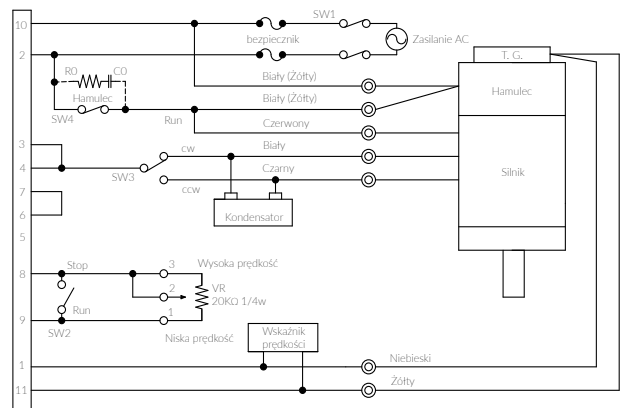 10
SW1
bezpiecznik
Zasilanie AC
2
T. G.
R0 C0
Biały (Żółty)
Hamulec
Hamulec
Biały (Żółty)
SW4
Run
Czerwony
3
cw
Biały
4
SW3
Czarny
Silnik
7
ccw
6
Kondensator
5
Stop
3
Wysoka prędkość
8
2
VR
20KΩ 1/4w
Run
1
9
SW2
Niska prędkość
Wskaźnik
prędkości
1
Niebieski
11
Żółty